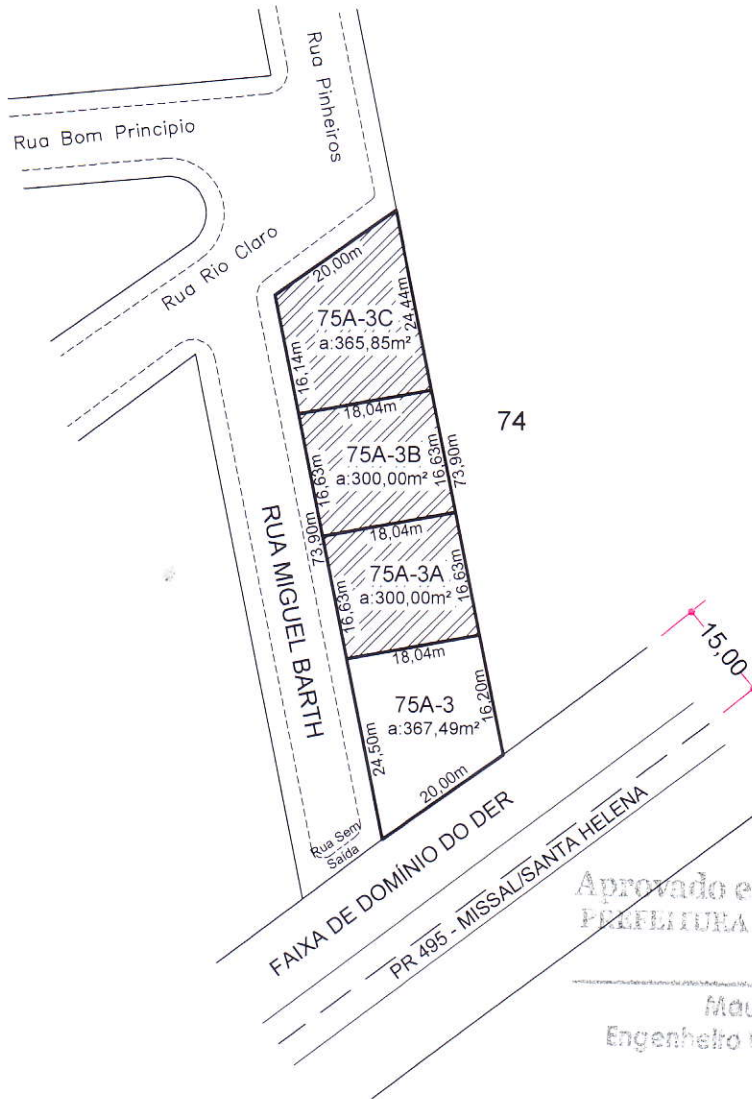 Rua Pinheiros
Rua Bom Principio
Rua Rio Claro
20,00m
75A-3C
a:365,85m²
16,14m
24,44m
18,04m
74
75A-3B
a:300,00m²
16,63m
16,63m
73,90m
73,90m
18,04m
RUA MIGUEL BARTH
75A-3A
a:300,00m²
16,63m
16,63m
18,04m
75A-3
a:367,49m²
24,50m
16,20m
20,00m
15,00
Rua Sem
Saída
FAIXA DE DOMÍNIO DO DER
PR 495 - MISSAL/SANTA HELENA
Aprovado e
PREFEITURA
Mau
Engenheiro